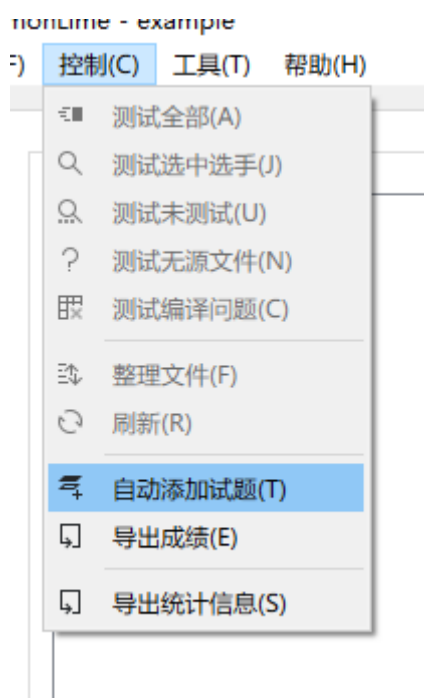 - example
控制(C) 工具(T) 帮助(H)
测试全部(A)
测试选中选手(J)
测试未测试(U)
测试无源文件(N)
测试编译问题(C)
整理文件(F)
刷新(R)
自动添加试题(T)
导出成绩(E)
导出统计信息(S)